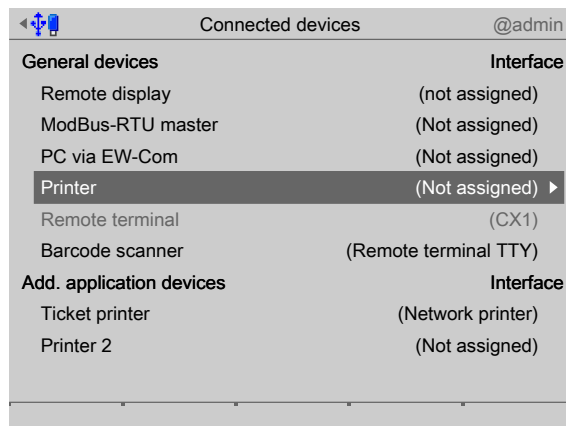 Connected devices @admin
General devices Interface
Remote display (not assigned)
ModBus-RTU master (Not assigned)
PC via EW-Com (Not assigned)
Printer (Not assigned)
Remote terminal (CX1)
Barcode scanner (Remote terminal TTY)
Add. application devices Interface
Ticket printer (Network printer)
Printer 2 (Not assigned)